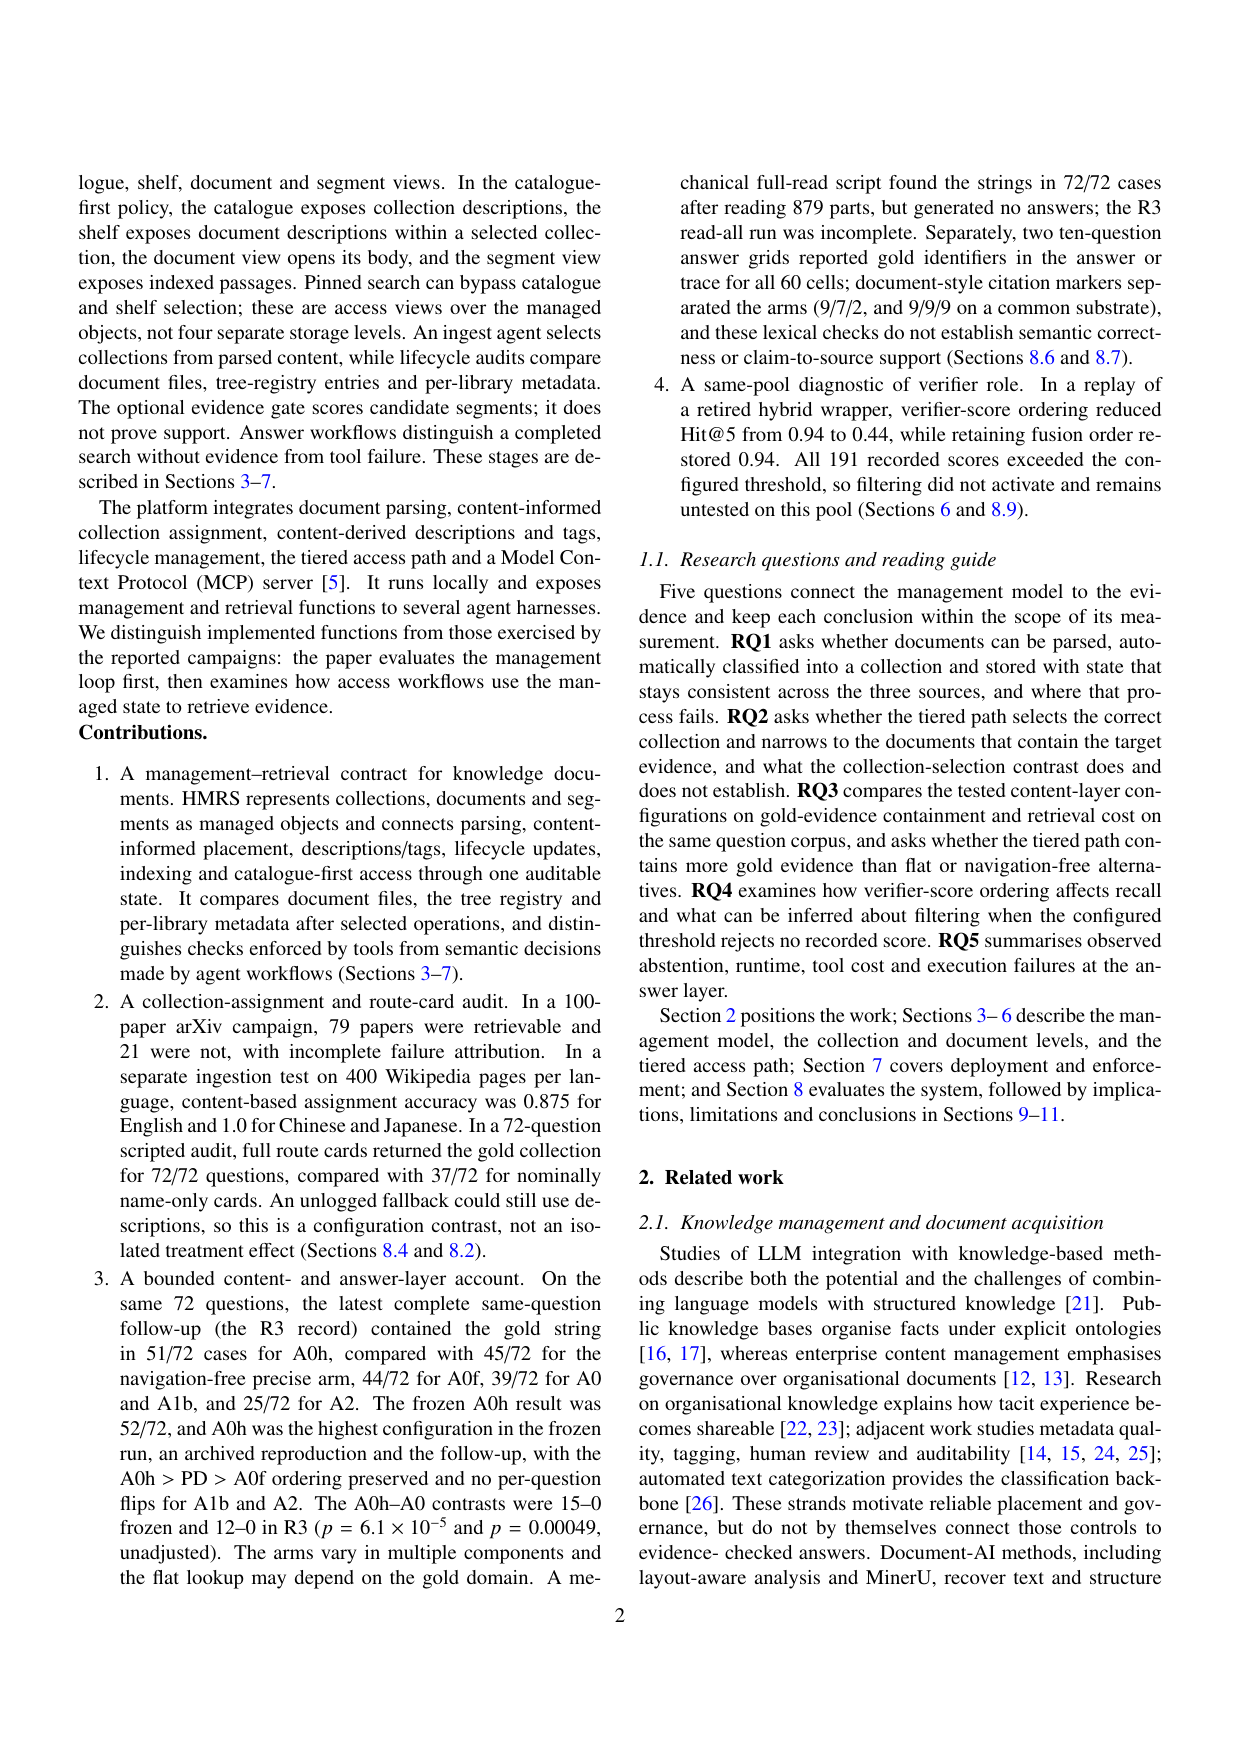 logue, shelf, document and segment views. In the catalogue-
first policy, the catalogue exposes collection descriptions, the
shelf exposes document descriptions within a selected collec-
tion, the document view opens its body, and the segment view
exposes indexed passages. Pinned search can bypass catalogue
and shelf selection; these are access views over the managed
objects, not four separate storage levels. An ingest agent selects
collections from parsed content, while lifecycle audits compare
document files, tree-registry entries and per-library metadata.
The optional evidence gate scores candidate segments; it does
not prove support. Answer workflows distinguish a completed
search without evidence from tool failure. These stages are de-
scribed in Sections 3–7.
The platform integrates document parsing, content-informed
collection assignment, content-derived descriptions and tags,
lifecycle management, the tiered access path and a Model Con-
text Protocol (MCP) server [5]. It runs locally and exposes
management and retrieval functions to several agent harnesses.
We distinguish implemented functions from those exercised by
the reported campaigns: the paper evaluates the management
loop first, then examines how access workflows use the man-
aged state to retrieve evidence.
Contributions.
1. A management–retrieval contract for knowledge docu-
ments. HMRS represents collections, documents and seg-
ments as managed objects and connects parsing, content-
informed placement, descriptions/tags, lifecycle updates,
indexing and catalogue-first access through one auditable
state. It compares document files, the tree registry and
per-library metadata after selected operations, and distin-
guishes checks enforced by tools from semantic decisions
made by agent workflows (Sections 3–7).
2. A collection-assignment and route-card audit. In a 100-
paper arXiv campaign, 79 papers were retrievable and
21 were not, with incomplete failure attribution. In a
separate ingestion test on 400 Wikipedia pages per lan-
guage, content-based assignment accuracy was 0.875 for
English and 1.0 for Chinese and Japanese. In a 72-question
scripted audit, full route cards returned the gold collection
for 72/72 questions, compared with 37/72 for nominally
name-only cards. An unlogged fallback could still use de-
scriptions, so this is a configuration contrast, not an iso-
lated treatment effect (Sections 8.4 and 8.2).
3. A bounded content- and answer-layer account. On the
same 72 questions, the latest complete same-question
follow-up (the R3 record) contained the gold string
in 51/72 cases for A0h, compared with 45/72 for the
navigation-free precise arm, 44/72 for A0f, 39/72 for A0
and A1b, and 25/72 for A2. The frozen A0h result was
52/72, and A0h was the highest configuration in the frozen
run, an archived reproduction and the follow-up, with the
A0h > PD > A0f ordering preserved and no per-question
flips for A1b and A2. The A0h–A0 contrasts were 15–0
frozen and 12–0 in R3 (p = 6.1 × 10⁻⁵ and p = 0.00049,
unadjusted). The arms vary in multiple components and
the flat lookup may depend on the gold domain. A me-
chanical full-read script found the strings in 72/72 cases
after reading 879 parts, but generated no answers; the R3
read-all run was incomplete. Separately, two ten-question
answer grids reported gold identifiers in the answer or
trace for all 60 cells; document-style citation markers sep-
arated the arms (9/7/2, and 9/9/9 on a common substrate),
and these lexical checks do not establish semantic correct-
ness or claim-to-source support (Sections 8.6 and 8.7).
4. A same-pool diagnostic of verifier role. In a replay of
a retired hybrid wrapper, verifier-score ordering reduced
Hit@5 from 0.94 to 0.44, while retaining fusion order re-
stored 0.94. All 191 recorded scores exceeded the con-
figured threshold, so filtering did not activate and remains
untested on this pool (Sections 6 and 8.9).
1.1. Research questions and reading guide
Five questions connect the management model to the evi-
dence and keep each conclusion within the scope of its mea-
surement. RQ1 asks whether documents can be parsed, auto-
matically classified into a collection and stored with state that
stays consistent across the three sources, and where that pro-
cess fails. RQ2 asks whether the tiered path selects the correct
collection and narrows to the documents that contain the target
evidence, and what the collection-selection contrast does and
does not establish. RQ3 compares the tested content-layer con-
figurations on gold-evidence containment and retrieval cost on
the same question corpus, and asks whether the tiered path con-
tains more gold evidence than flat or navigation-free alterna-
tives. RQ4 examines how verifier-score ordering affects recall
and what can be inferred about filtering when the configured
threshold rejects no recorded score. RQ5 summarises observed
abstention, runtime, tool cost and execution failures at the an-
swer layer.
Section 2 positions the work; Sections 3– 6 describe the man-
agement model, the collection and document levels, and the
tiered access path; Section 7 covers deployment and enforce-
ment; and Section 8 evaluates the system, followed by implica-
tions, limitations and conclusions in Sections 9–11.
2. Related work
2.1. Knowledge management and document acquisition
Studies of LLM integration with knowledge-based meth-
ods describe both the potential and the challenges of combin-
ing language models with structured knowledge [21]. Pub-
lic knowledge bases organise facts under explicit ontologies
[16, 17], whereas enterprise content management emphasises
governance over organisational documents [12, 13]. Research
on organisational knowledge explains how tacit experience be-
comes shareable [22, 23]; adjacent work studies metadata qual-
ity, tagging, human review and auditability [14, 15, 24, 25];
automated text categorization provides the classification back-
bone [26]. These strands motivate reliable placement and gov-
ernance, but do not by themselves connect those controls to
evidence- checked answers. Document-AI methods, including
layout-aware analysis and MinerU, recover text and structure
2